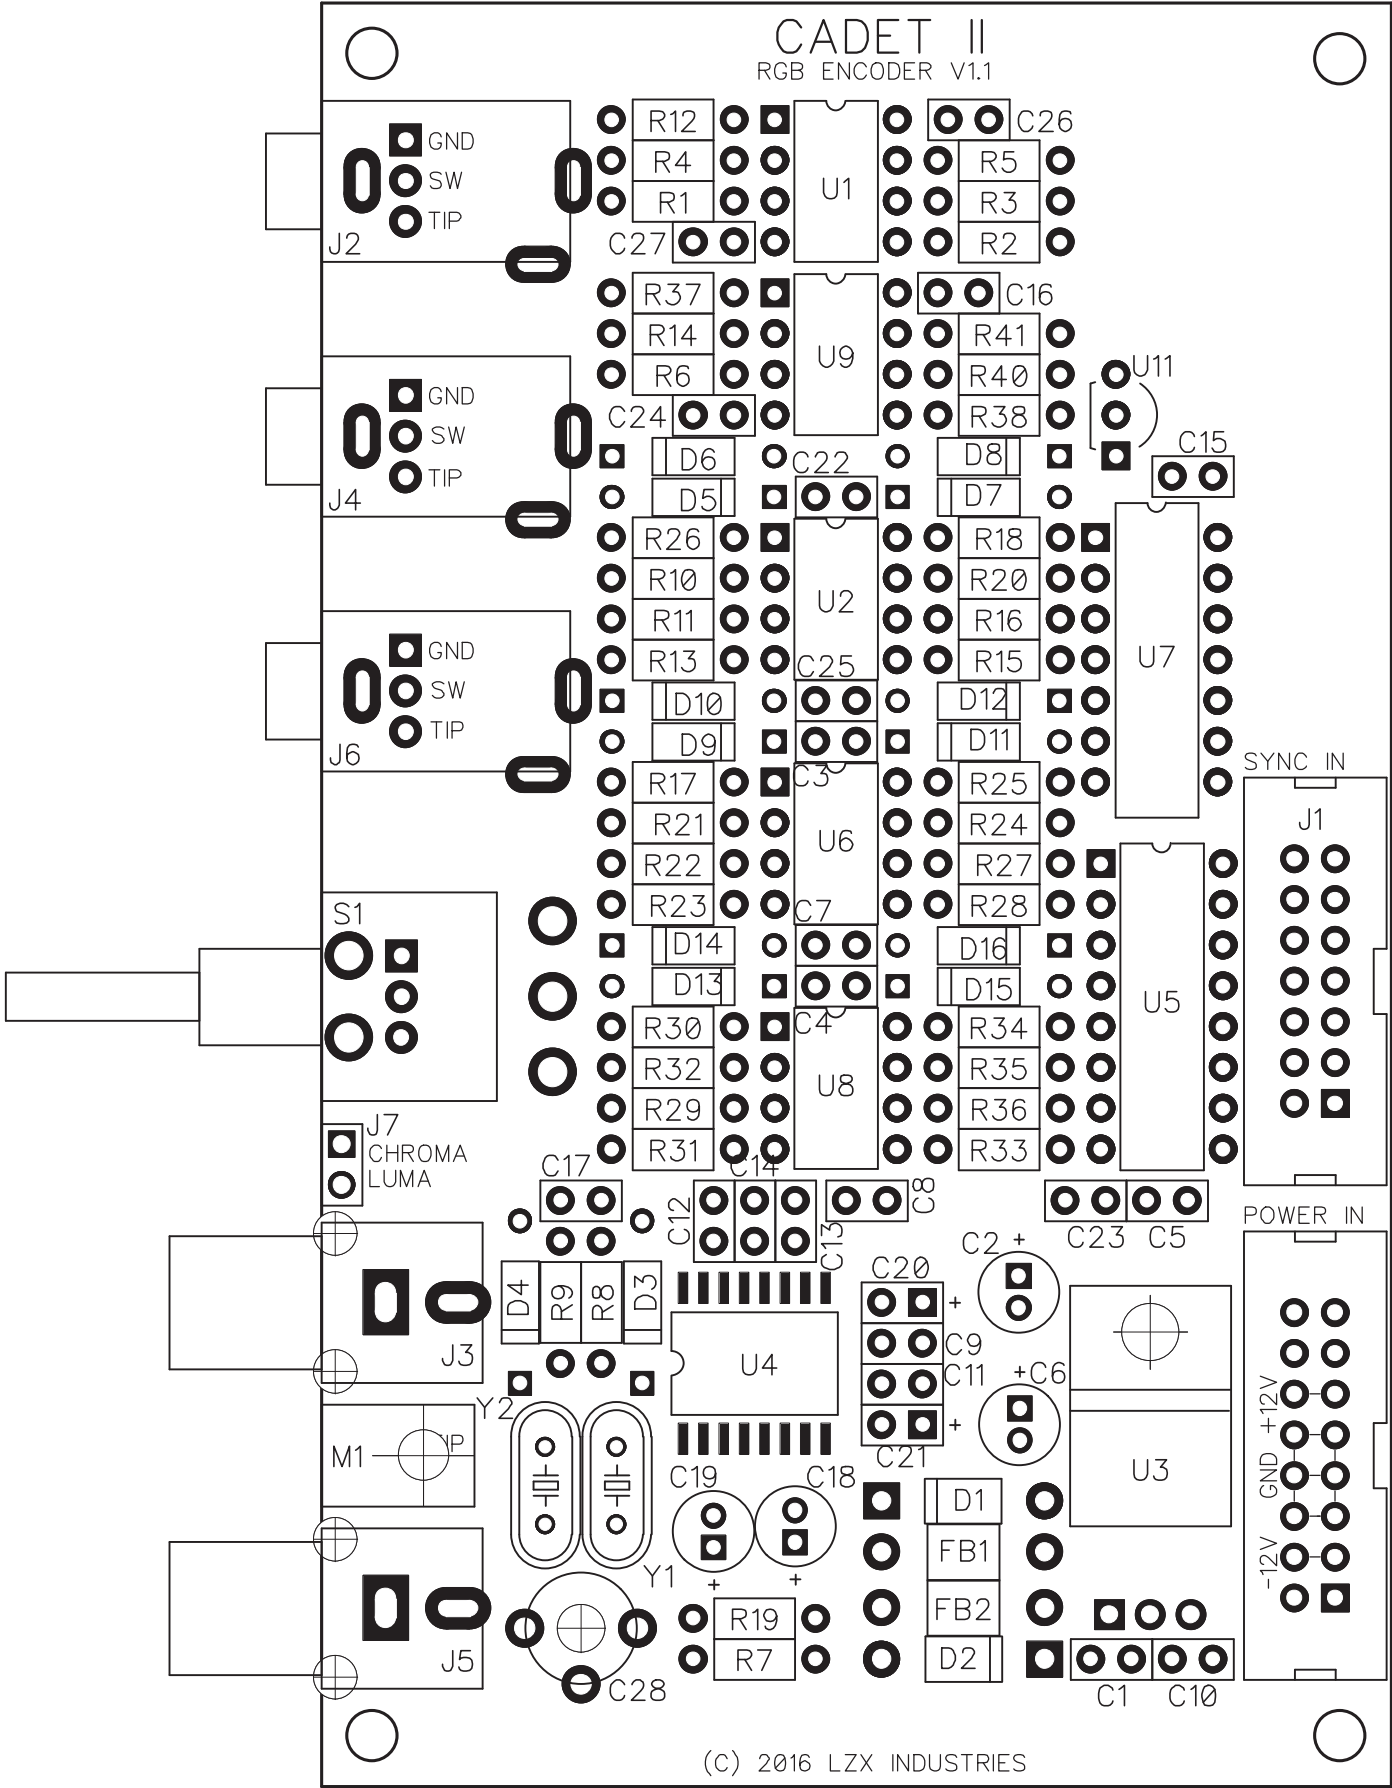 CADET II
RGB ENCODER V1.1
R12
C26
GND
R4
R5
SW
U1
R1
R3
TIP
J2
C27
R2
R37
C16
R14
R41
U9
U11
R6
R40
GND
C24
R38
SW
C15
D6
C22
D8
TIP
J4
D5
D7
R26
R18
R10
R20
U2
R11
R16
GND
R13
C25
R15
U7
SW
D10
D12
TIP
J6
D9
D11
SYNC IN
R17
C3
R25
J1
R21
R24
U6
R22
R27
S1
R23
C7
R28
D14
D16
D13
D15
U5
R30
C4
R34
R32
R35
U8
R29
R36
J7
CHROMA
LUMA
R31
R33
C17
C14
C12
C13
C8
C23
C5
POWER IN
C2 +
C20
+
D4
R9
R8
D3
J3
U4
C9
C11
+ C6
+12V
GND
-12V
Y2
M1
IP
C19
C18
C21
+
D1
U3
FB1
Y1
+
+
R19
FB2
J5
R7
D2
C28
C1
C10
(C) 2016 LZX INDUSTRIES